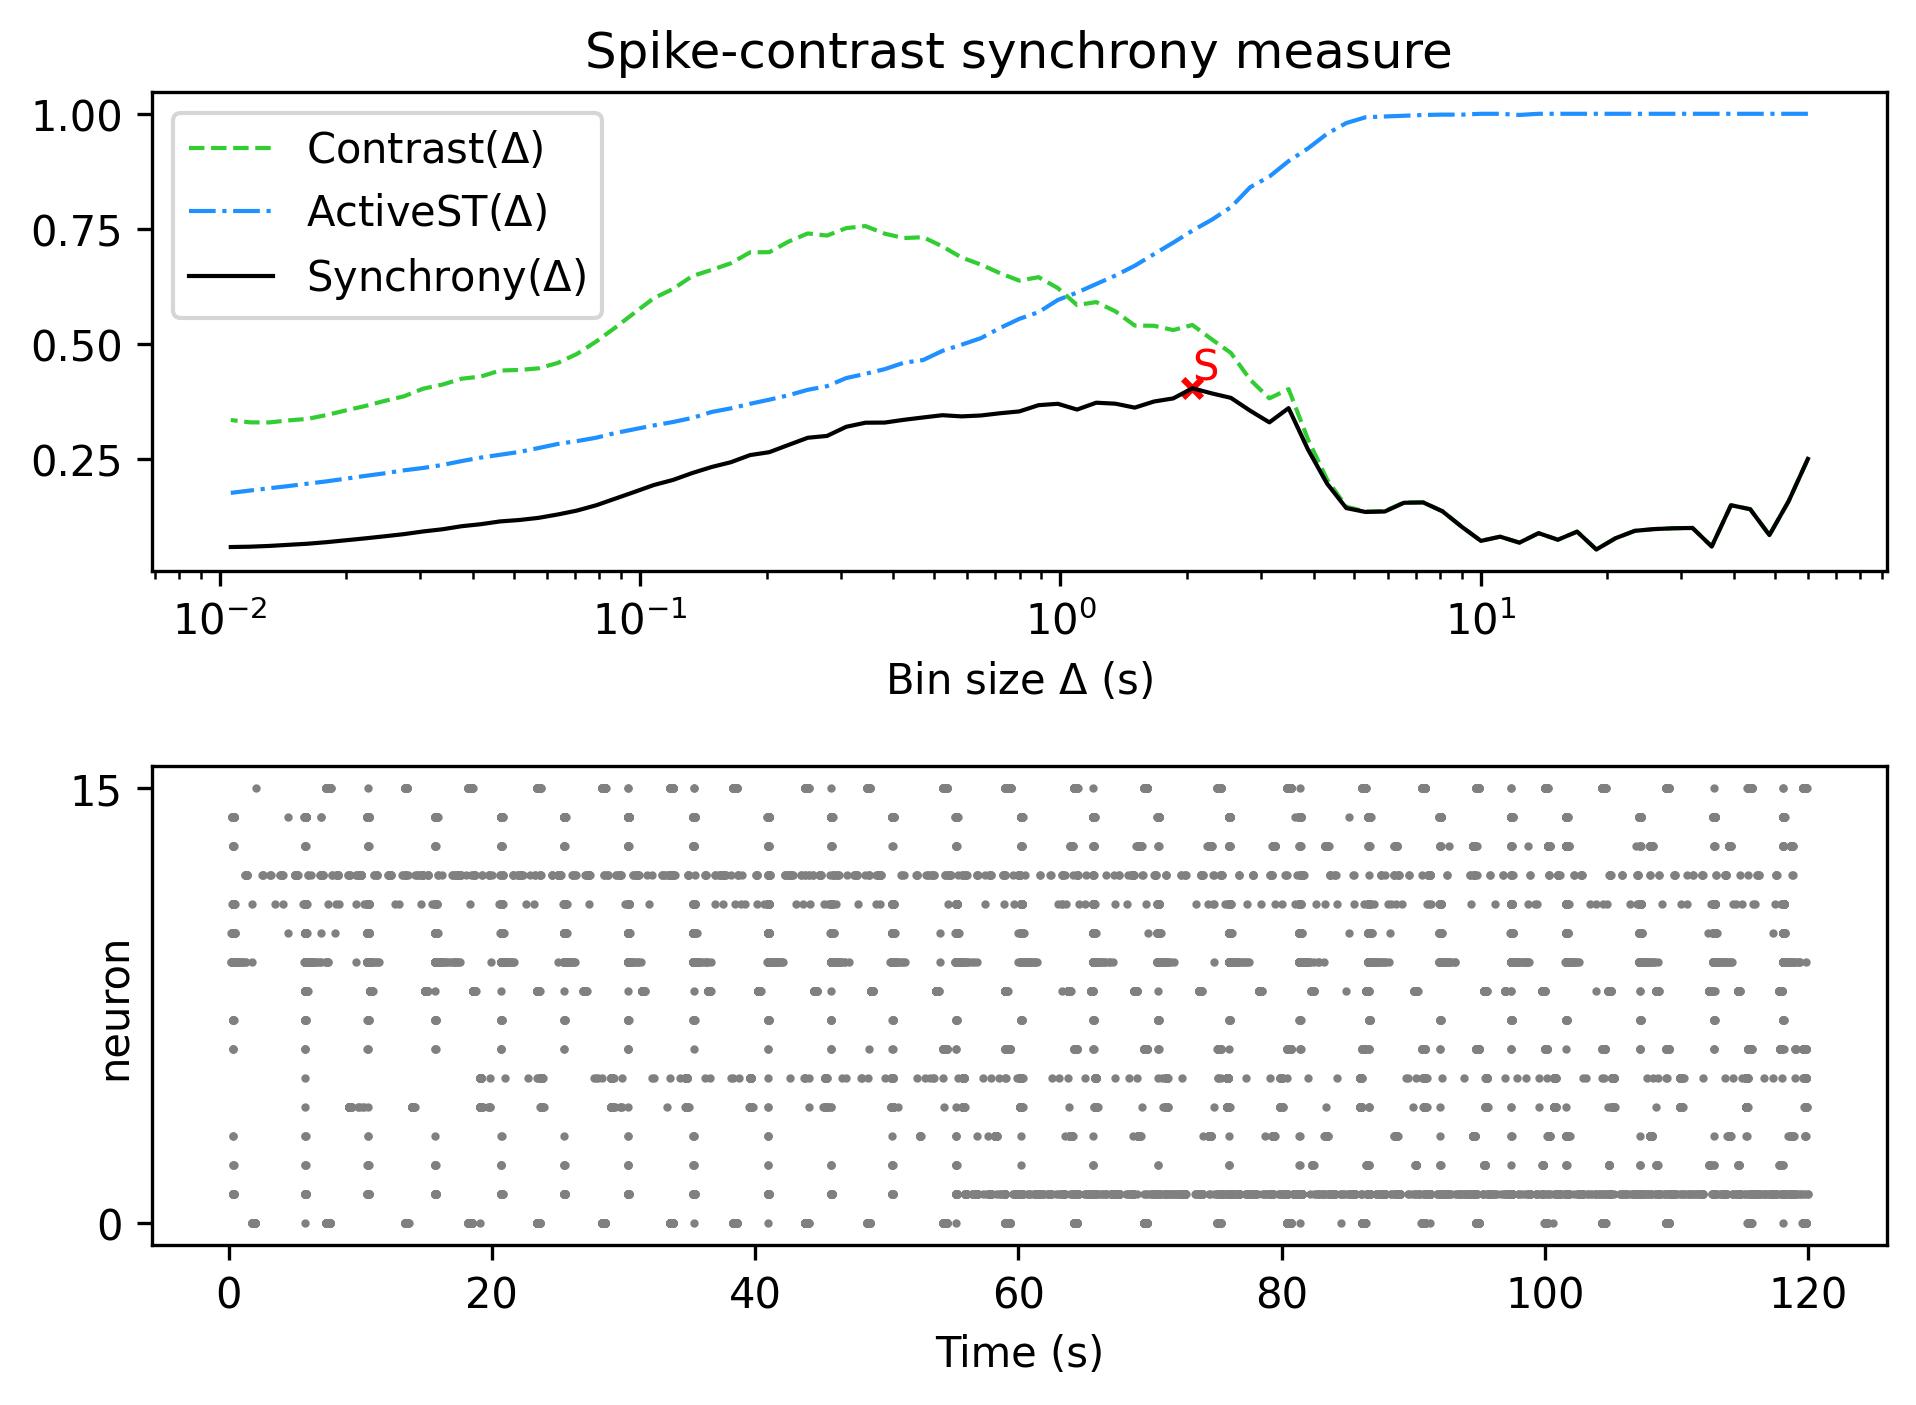 Spike-contrast synchrony measure
1.00
0.75
0.50
0.25
Contrast(Δ)
ActiveST(Δ)
Synchrony(Δ)
S
10⁻² 10⁻¹ 10⁰ 10¹
Bin size Δ (s)
15
0
neuron
0 20 40 60 80 100 120
Time (s)